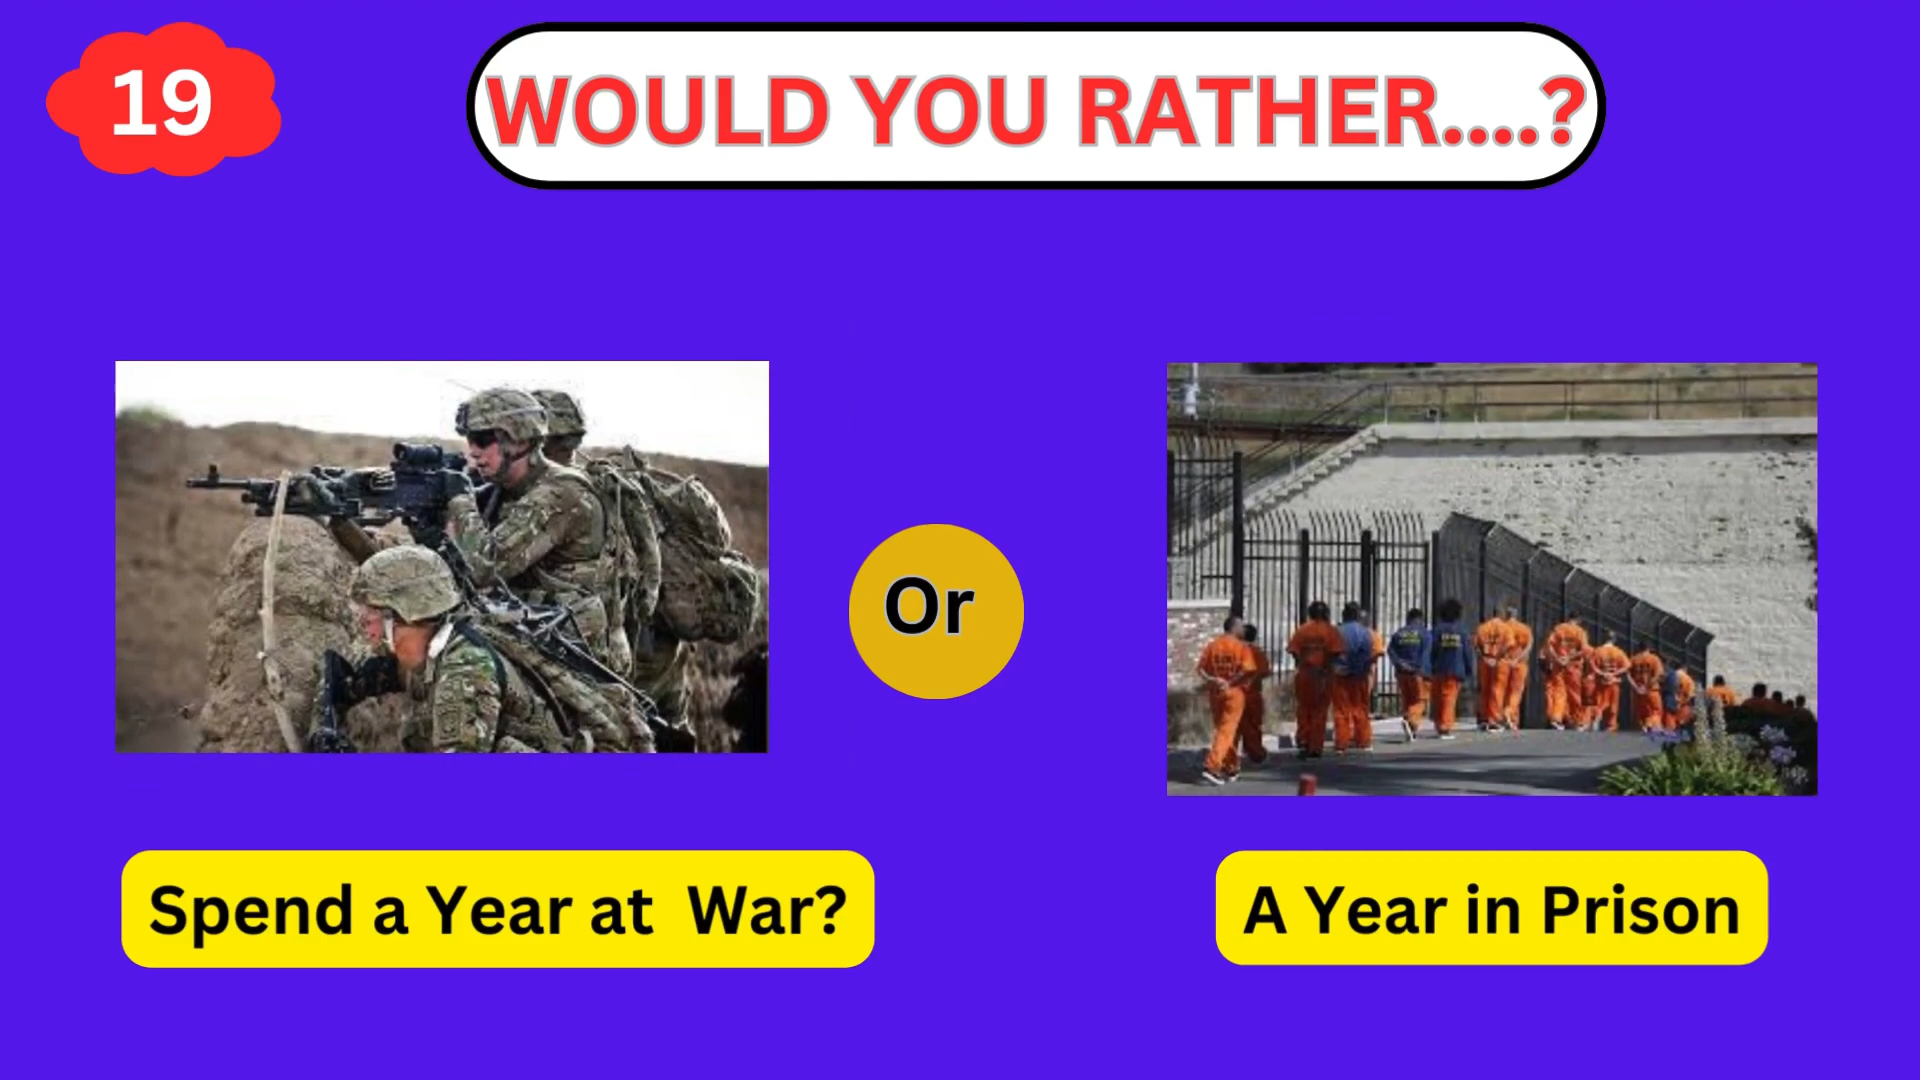 19
WOULD YOU RATHER....?
Or
Spend a Year at  War?
A Year in Prison